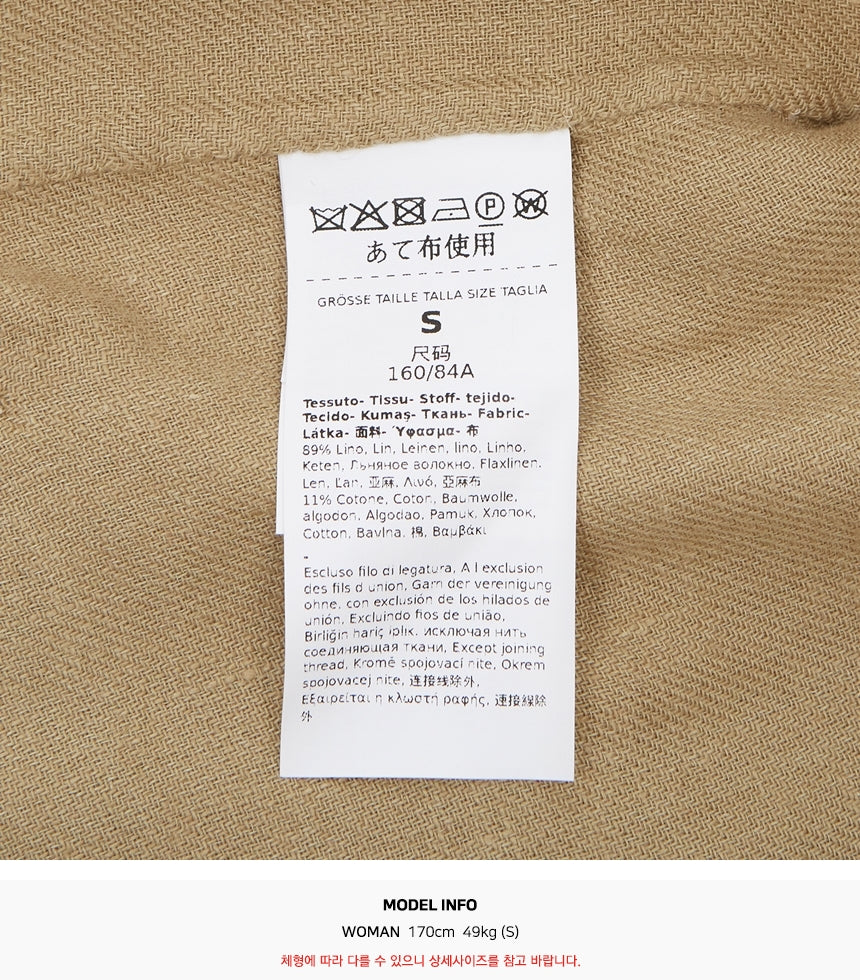 あて布使用
GRÖSSE TAILLE TALLA SIZE TAGLIA
S
尺码
160/84A
Tessuto- Tissu- Stoff- tejido-
Tecido- Kumaş- Ткань- Fabric-
Látka- 面料- Ύφασμα- 布
89% Lino, Lin, Leinen, lino, Linho,
Keten, Льняное волокно, Flaxlinen,
Len, Ľan, 亚麻, Λινό, 亞麻布
11% Cotone, Coton, Baumwolle,
algodon, Algodao, Pamuk, Хлопок,
Cotton, Bavlna, 棉, Βαμβάκι
-
Escluso filo di legatura, A l exclusion
des fils d union, Garn der vereinigung
ohne, con exclusión de los hilados de
unión, Excluindo fios de união,
Birliğin hariç iplik, исключая нить
соединяющая ткани, Except joining
thread, Kromě spojovací nite, Okrem
spojovacej nite, 连接线除外,
Εξαιρείται η κλωστή ραφής, 連接線除
外
MODEL INFO
WOMAN 170cm 49kg (S)
체형에 따라 다를 수 있으니 상세사이즈를 참고 바랍니다.